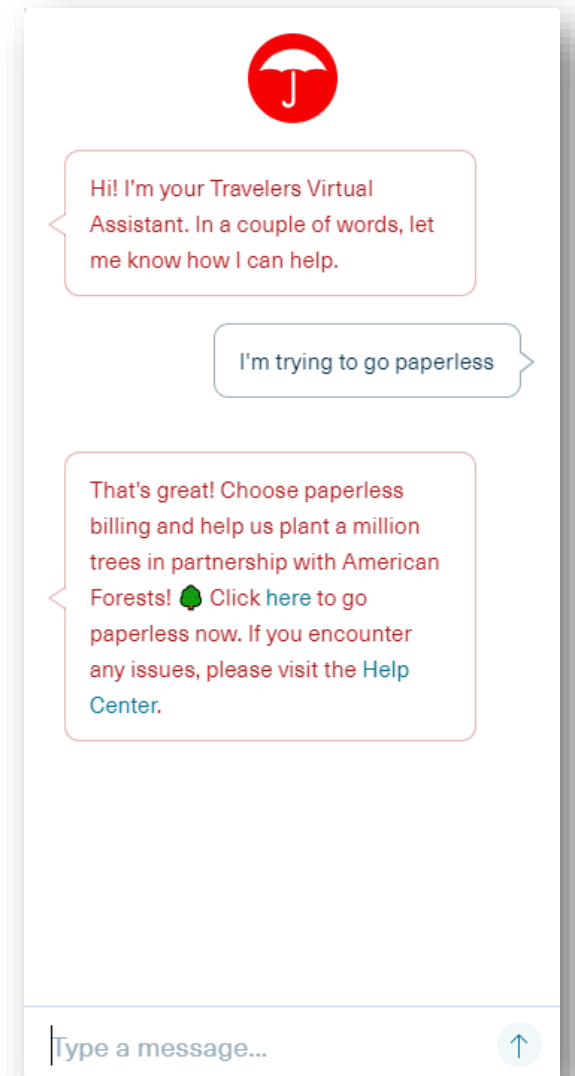 Hi! I'm your Travelers Virtual
Assistant. In a couple of words, let
me know how I can help.
I'm trying to go paperless
That's great! Choose paperless
billing and help us plant a million
trees in partnership with American
Forests! 🌳 Click here to go
paperless now. If you encounter
any issues, please visit the Help
Center.
Type a message...